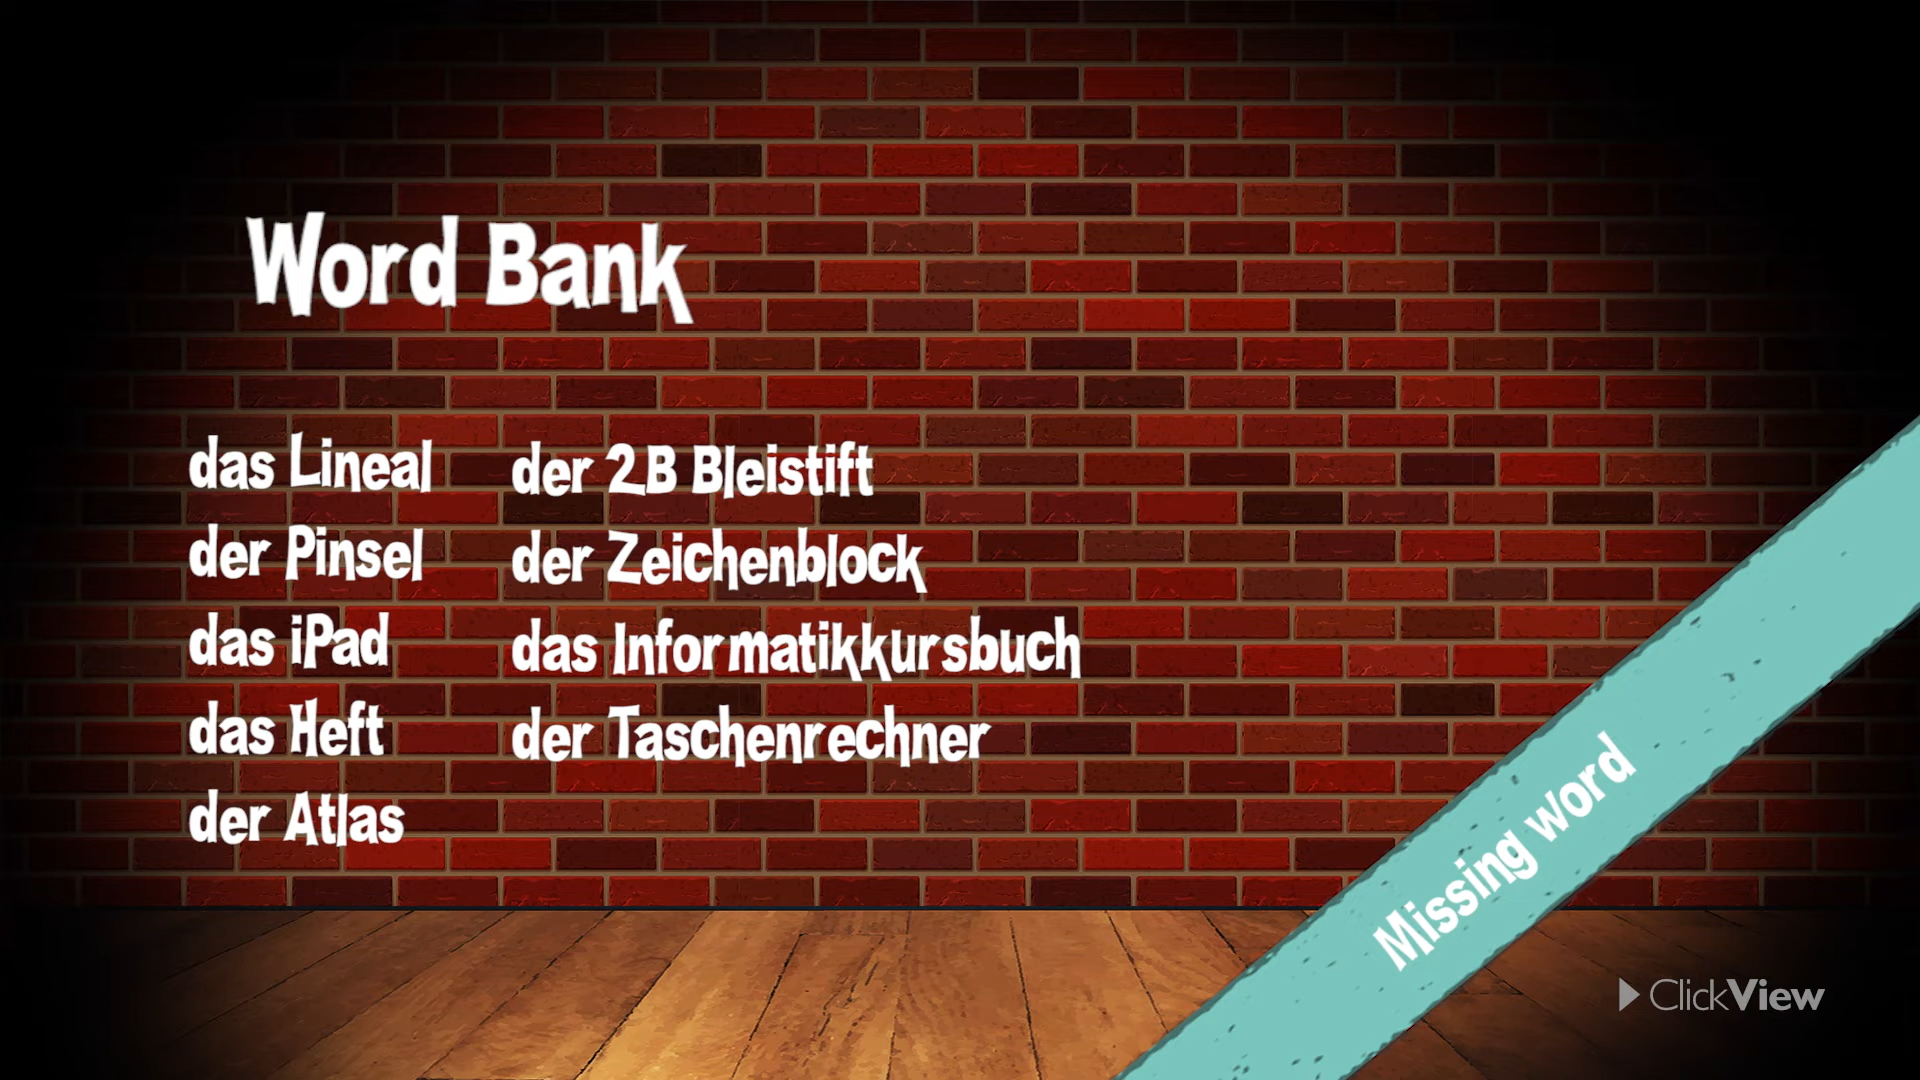 Word Bank
das Lineal
der Pinsel
das iPad
das Heft
der Atlas
der 2B Bleistift
der Zeichenblock
das Informatikkursbuch
der Taschenrechner
Missing word
ClickView